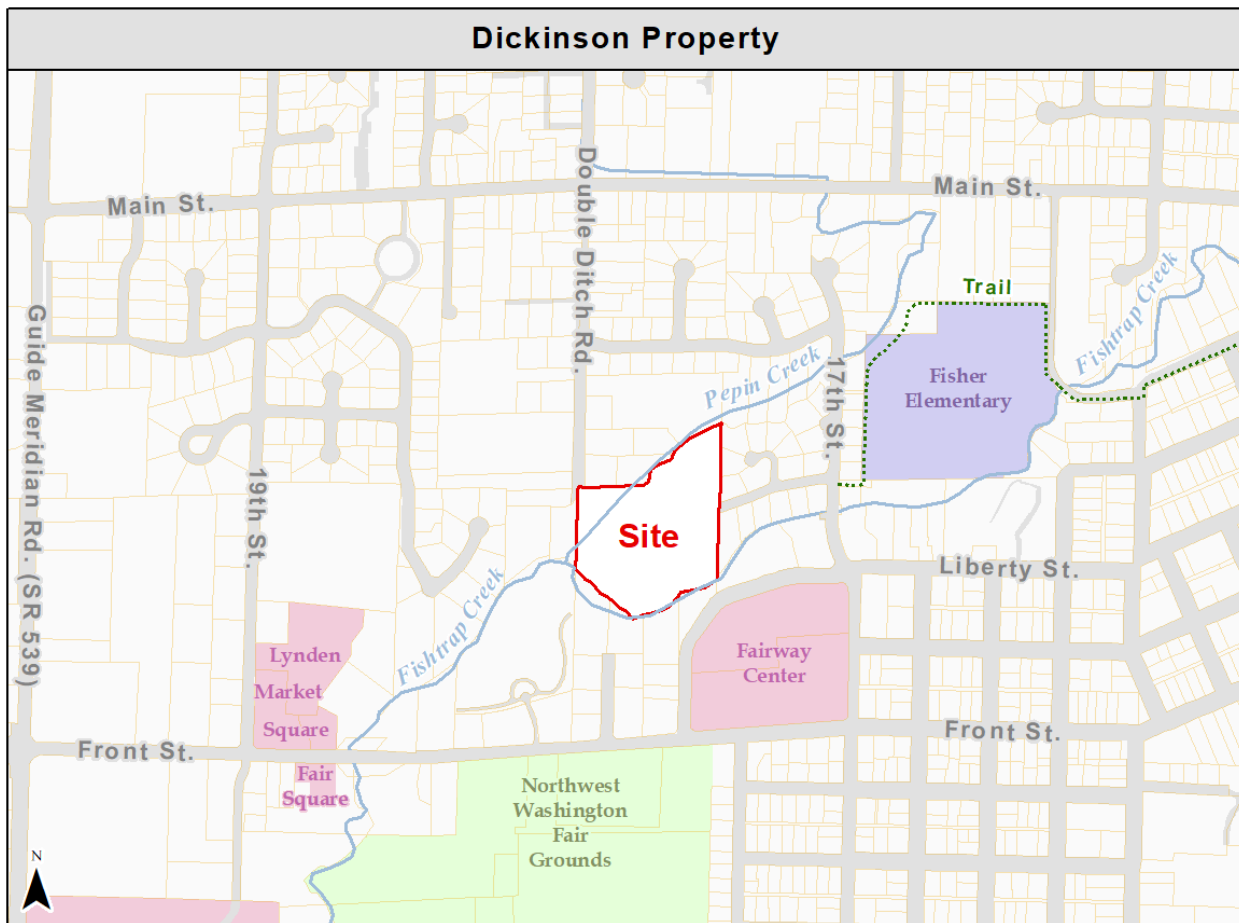 Dickinson Property
Main St.
Main St.
Double Ditch Rd.
Trail
Fishtrap Creek
Guide Meridian Rd. (SR 539)
Pepin Creek
17th St.
Fisher
Elementary
19th St.
Site
Liberty St.
Fishtrap Creek
Lynden
Market
Square
Fairway
Center
Front St.
Front St.
Fair
Square
Northwest
Washington
Fair
Grounds
N